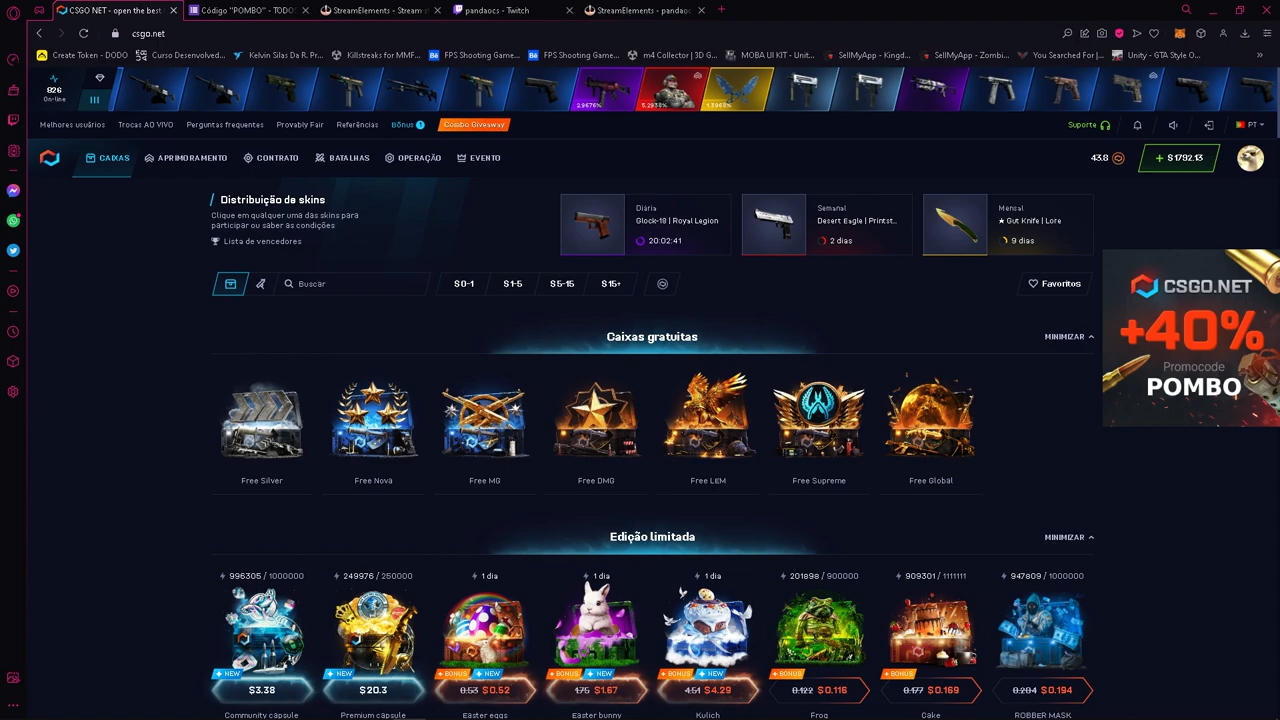 CSGO.NET - open the best
Código "POMBO" - TODOS
StreamElements - Stream s
pandaocs - Twitch
StreamElements - pandaoc
csgo.net
Create Token - DODO
Curso Desenvolved...
Kelvin Silas Da R. Pr...
Killstreaks for MMF...
FPS Shooting Game...
FPS Shooting Game...
m4 Collector | 3D G...
MOBA UI KIT - Unit...
SellMyApp - Kingd...
SellMyApp - Zombi...
You Searched For |...
Unity - GTA Style O...
826
On-line
2.9676%
5.2938%
1.3968%
Melhores usuários
Trocas AO VIVO
Perguntas frequentes
Provably Fair
Referências
Bônus
Combo Giveaway
Suporte
PT
CAIXAS
APRIMORAMENTO
CONTRATO
BATALHAS
OPERAÇÃO
EVENTO
43.8
+ $ 1792.13
Distribuição de skins
Clique em qualquer uma das skins para
participar ou saber as condições
Lista de vencedores
Diária
Glock-18 | Royal Legion
20:02:41
Semanal
Desert Eagle | Printst...
2 dias
Mensal
★ Gut Knife | Lore
9 dias
Buscar
$ 0-1
$ 1-5
$ 5-15
$ 15+
Favoritos
CSGO.NET
+40%
Promocode
POMBO
Caixas gratuitas
MINIMIZAR
Free Silver
Free Nova
Free MG
Free DMG
Free LEM
Free Supreme
Free Global
Edição limitada
MINIMIZAR
996305 / 1000000
249976 / 250000
1 dia
1 dia
1 dia
201898 / 900000
909301 / 1111111
947809 / 1000000
+ NEW
+ NEW
+ BONUS + NEW
+ BONUS + NEW
+ BONUS + NEW
+ BONUS
+ BONUS
$3.38
$20.3
0.53 $0.52
1.75 $1.67
4.51 $4.29
0.122 $0.116
0.177 $0.169
0.204 $0.194
Community capsule
Premium capsule
Easter eggs
Easter bunny
Kulich
Frog
Cake
ROBBER MASK